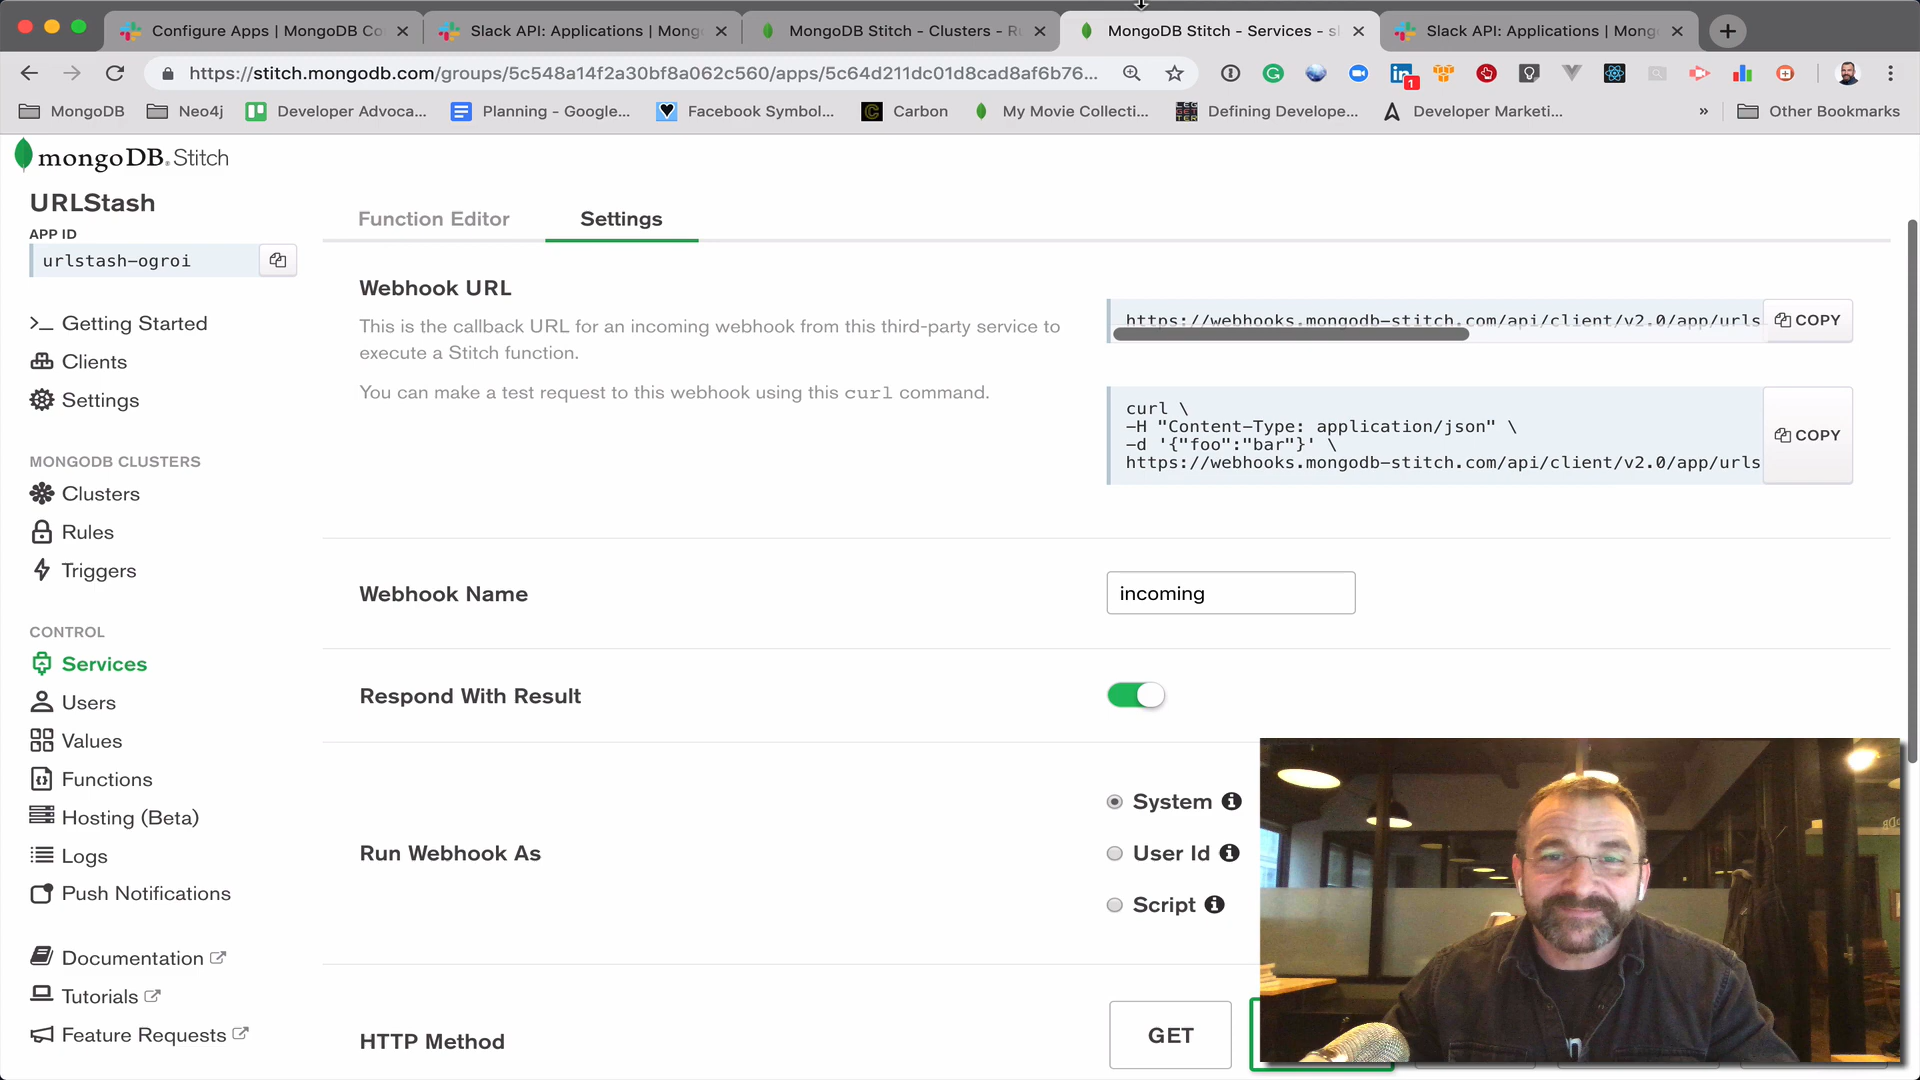 Configure Apps | MongoDB Co
Slack API: Applications | Mong
MongoDB Stitch - Clusters - R
MongoDB Stitch - Services - sl
Slack API: Applications | Mong
https://stitch.mongodb.com/groups/5c548a14f2a30bf8a062c560/apps/5c64d211dc01d8cad8af6b76...
1
MongoDB
Neo4j
Developer Advoca...
Planning - Google...
Facebook Symbol...
Carbon
My Movie Collecti...
Defining Develope...
Developer Marketi...
»
Other Bookmarks
mongoDB. Stitch
URLStash
APP ID
urlstash-ogroi
Getting Started
Clients
Settings
MONGODB CLUSTERS
Clusters
Rules
Triggers
CONTROL
Services
Users
Values
Functions
Hosting (Beta)
Logs
Push Notifications
Documentation
Tutorials
Feature Requests
Function Editor
Settings
Webhook URL
This is the callback URL for an incoming webhook from this third-party service to
execute a Stitch function.
You can make a test request to this webhook using this curl command.
https://webhooks.mongodb-stitch.com/api/client/v2.0/app/urls
COPY
curl \
-H "Content-Type: application/json" \
-d '{"foo":"bar"}' \
https://webhooks.mongodb-stitch.com/api/client/v2.0/app/urls
COPY
Webhook Name
incoming
Respond With Result
Run Webhook As
System
User Id
Script
HTTP Method
GET